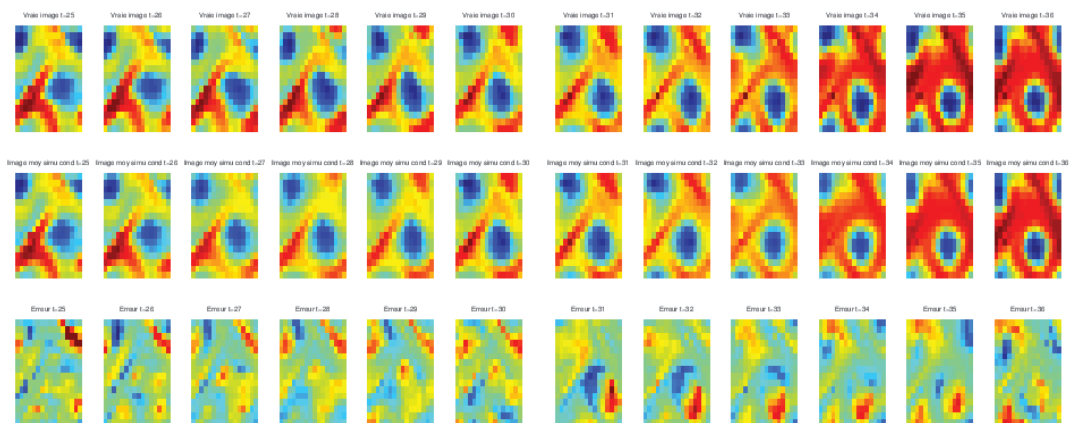 Vraie image t=25 Vraie image t=26 Vraie image t=27 Vraie image t=28 Vraie image t=29 Vraie image t=30 Vraie image t=31 Vraie image t=32 Vraie image t=33 Vraie image t=34 Vraie image t=35 Vraie image t=36
Image moy simu cond t=25 Image moy simu cond t=26 Image moy simu cond t=27 Image moy simu cond t=28 Image moy simu cond t=29 Image moy simu cond t=30 Image moy simu cond t=31 Image moy simu cond t=32 Image moy simu cond t=33 Image moy simu cond t=34 Image moy simu cond t=35 Image moy simu cond t=36
Erreur t=25 Erreur t=26 Erreur t=27 Erreur t=28 Erreur t=29 Erreur t=30 Erreur t=31 Erreur t=32 Erreur t=33 Erreur t=34 Erreur t=35 Erreur t=36